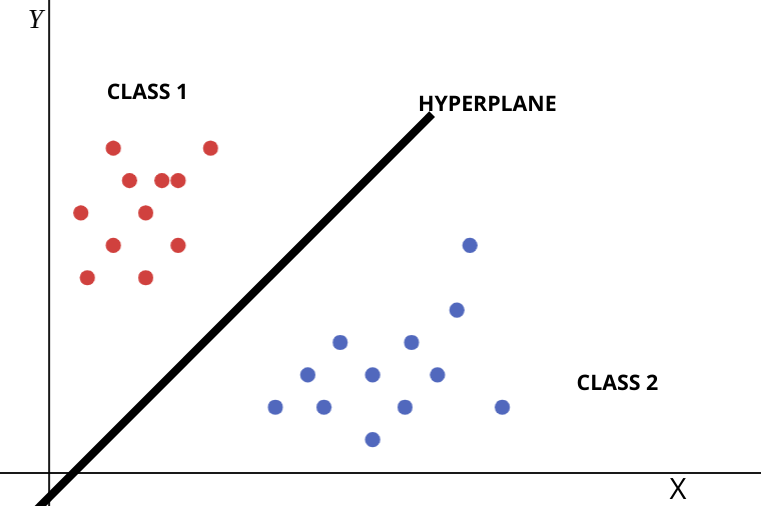 Y
CLASS 1
HYPERPLANE
CLASS 2
X